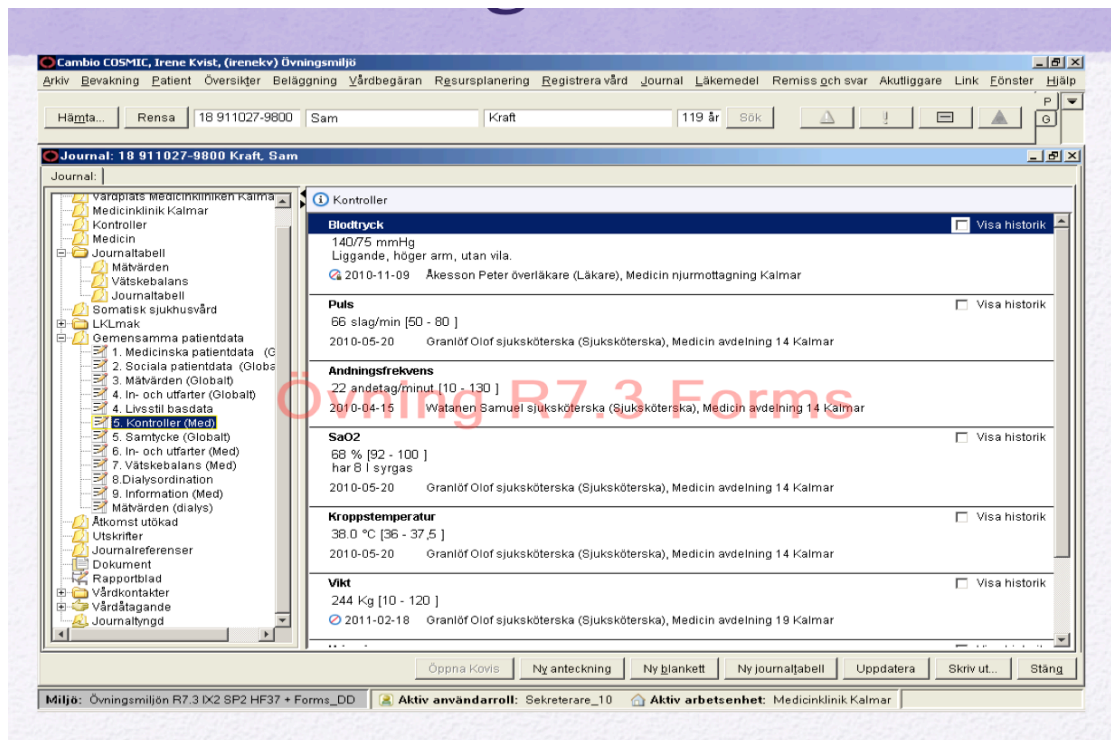 Cambio COSMIC, Irene Kvist, (irenekv) Övningsmiljö
Arkiv Bevakning Patient Översikter Beläggning Vårdbegäran Resursplanering Registrera vård Journal Läkemedel Remiss och svar Akutliggare Link Fönster Hjälp
Hämta... Rensa 18 911027-9800 Sam Kraft 119 år Sök P
G
Journal: 18 911027-9800 Kraft, Sam
Journal:
Vårdplats Medicinkliniken Kalma
Medicinklinik Kalmar
Kontroller
Medicin
Journaltabell
Mätvärden
Vätskebalans
Journaltabell
Somatisk sjukhusvård
LKLmak
Gemensamma patientdata
1. Medicinska patientdata (G
2. Sociala patientdata (Globa
3. Mätvärden (Globalt)
4. In- och utfarter (Globalt)
4. Livsstil basdata
5. Kontroller (Med)
5. Samtycke (Globalt)
6. In- och utfarter (Med)
7. Vätskebalans (Med)
8.Dialysordination
9. Information (Med)
Mätvärden (dialys)
Åtkomst utökad
Utskrifter
Journalreferenser
Dokument
Rapportblad
Vårdkontakter
Vårdåtagande
Journaltyngd
Kontroller
Blodtryck Visa historik
140/75 mmHg
Liggande, höger arm, utan vila.
2010-11-09 Åkesson Peter överläkare (Läkare), Medicin njurmottagning Kalmar
Puls Visa historik
66 slag/min [50 - 80 ]
2010-05-20 Granlöf Olof sjuksköterska (Sjuksköterska), Medicin avdelning 14 Kalmar
Andningsfrekvens
22 andetag/minut [10 - 130 ]
2010-04-15 Watanen Samuel sjuksköterska (Sjuksköterska), Medicin avdelning 14 Kalmar
Övning R7.3 Forms
SaO2 Visa historik
68 % [92 - 100 ]
har 8 l syrgas
2010-05-20 Granlöf Olof sjuksköterska (Sjuksköterska), Medicin avdelning 14 Kalmar
Kroppstemperatur Visa historik
38.0 °C [36 - 37,5 ]
2010-05-20 Granlöf Olof sjuksköterska (Sjuksköterska), Medicin avdelning 14 Kalmar
Vikt Visa historik
244 Kg [10 - 120 ]
2011-02-18 Granlöf Olof sjuksköterska (Sjuksköterska), Medicin avdelning 19 Kalmar
Öppna Kovis Ny anteckning Ny blankett Ny journaltabell Uppdatera Skriv ut... Stäng
Miljö: Övningsmiljön R7.3 IX2 SP2 HF37 + Forms_DD Aktiv användarroll: Sekreterare_10 Aktiv arbetsenhet: Medicinklinik Kalmar